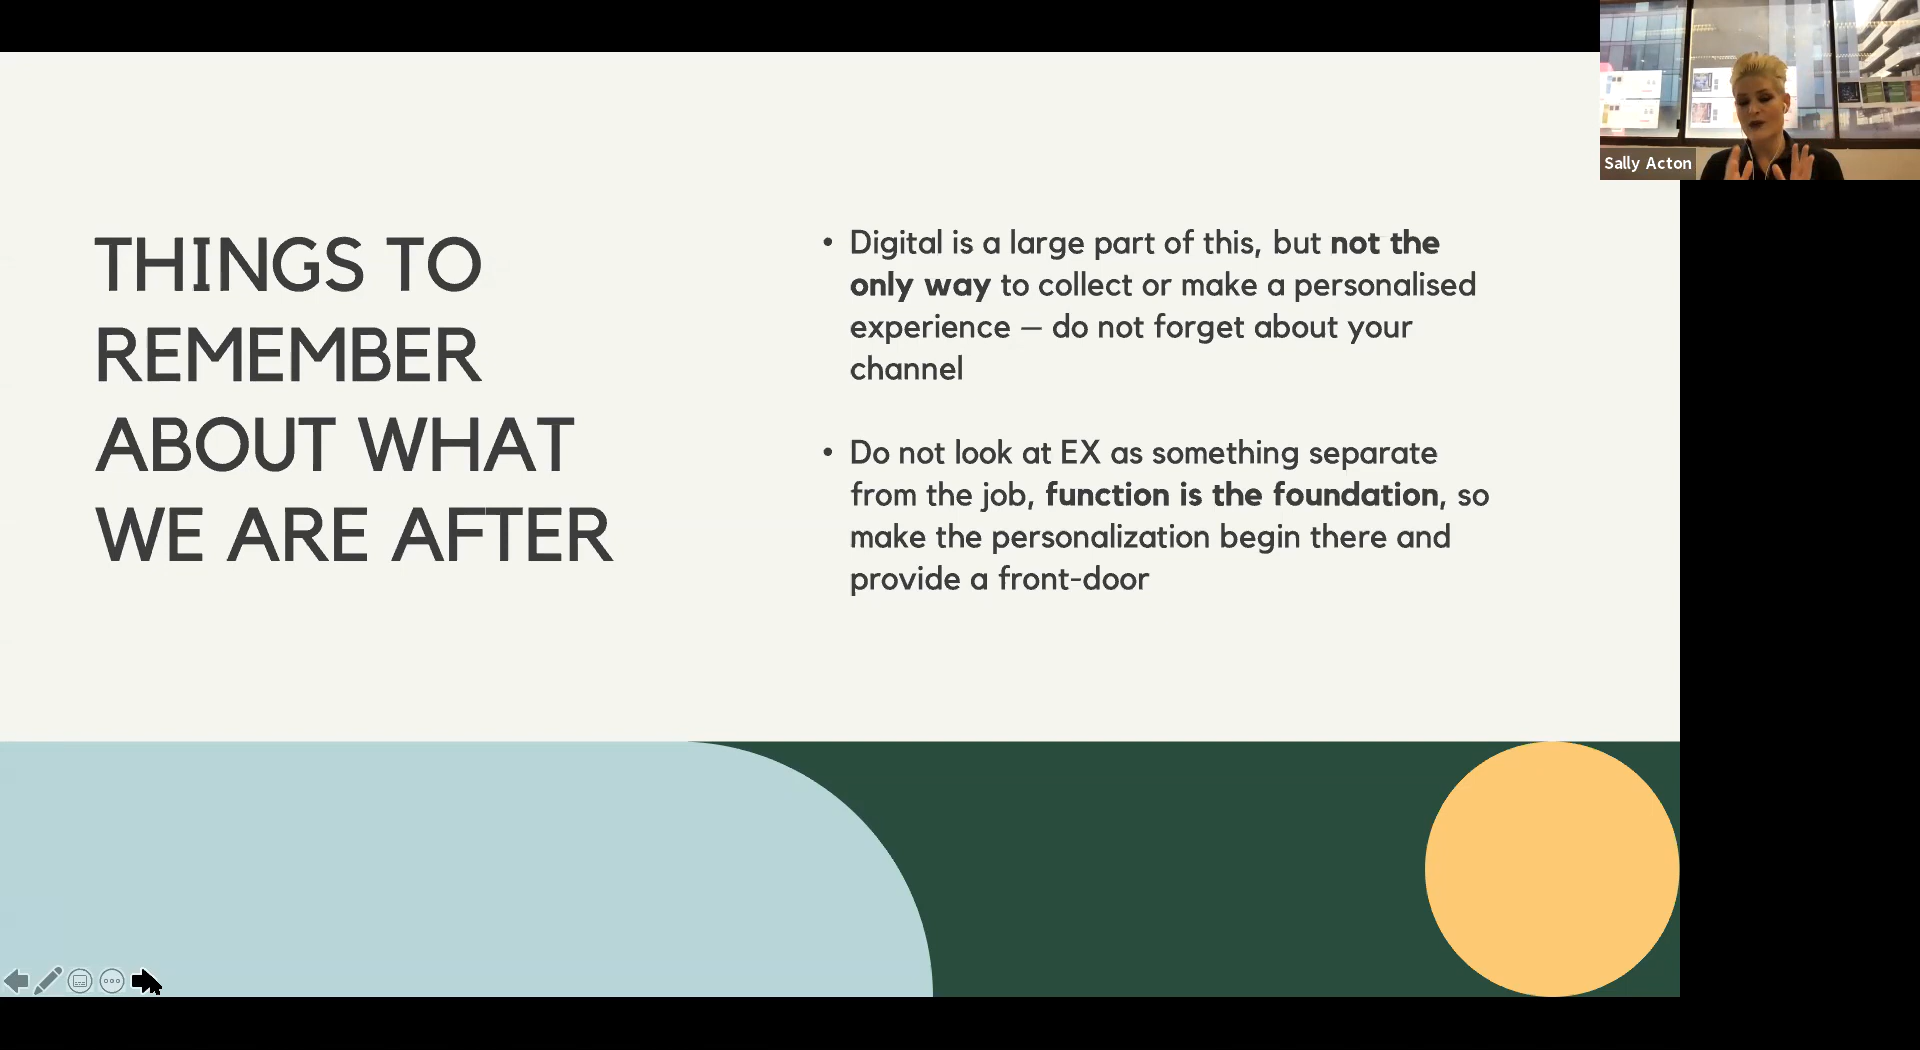 Sally Acton
THINGS TO
REMEMBER
ABOUT WHAT
WE ARE AFTER
• Digital is a large part of this, but not the
only way to collect or make a personalised
experience – do not forget about your
channel
• Do not look at EX as something separate
from the job, function is the foundation, so
make the personalization begin there and
provide a front-door